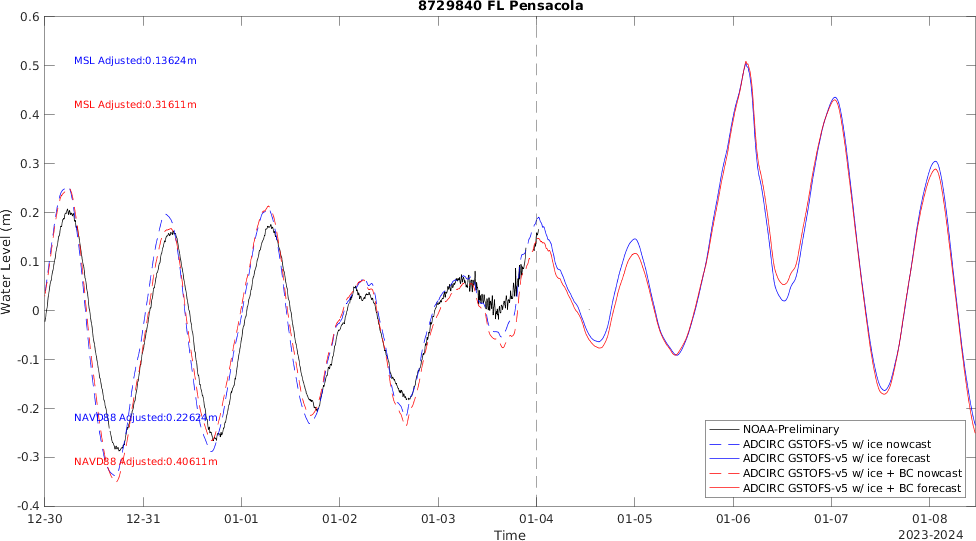 8729840 FL Pensacola
0.6
0.5
0.4
0.3
0.2
0.1
0
-0.1
-0.2
-0.3
-0.4
Water Level (m)
MSL Adjusted:0.13624m
MSL Adjusted:0.31611m
NAVD88 Adjusted:0.22624m
NAVD88 Adjusted:0.40611m
NOAA-Preliminary
ADCIRC GSTOFS-v5 w/ ice nowcast
ADCIRC GSTOFS-v5 w/ ice forecast
ADCIRC GSTOFS-v5 w/ ice + BC nowcast
ADCIRC GSTOFS-v5 w/ ice + BC forecast
12-30 12-31 01-01 01-02 01-03 01-04 01-05 01-06 01-07 01-08
2023-2024
Time